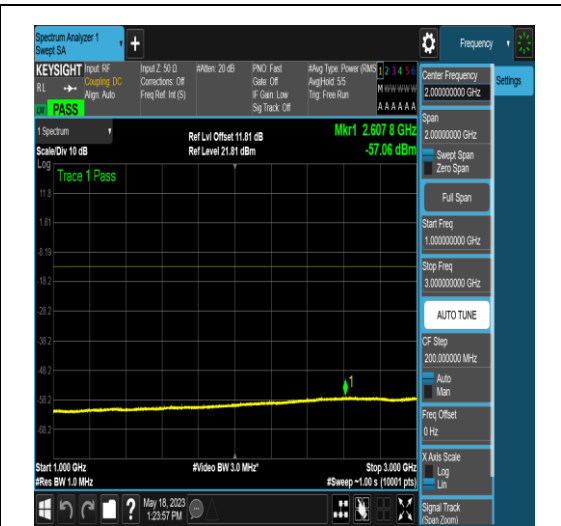 Spectrum Analyzer 1
Swept SA
+
Frequency
KEYSIGHT
RL
Input: RF
Coupling: DC
Align: Auto
Input Z: 50 Ω
Corrections: Off
Freq Ref: Int (S)
#Atten: 20 dB
PNO: Fast
Gate: Off
IF Gain: Low
Sig Track: Off
#Avg Type: Power (RMS
Avg|Hold: 5/5
Trig: Free Run
1 2 3 4 5 6
M W W W W W
A A A A A A
PASS
1 Spectrum
Scale/Div 10 dB
Ref Lvl Offset 11.81 dB
Ref Level 21.81 dBm
Mkr1 2.607 8 GHz
-57.06 dBm
Log
Trace 1 Pass
11.8
1.81
-8.19
-18.2
-28.2
-38.2
-48.2
-58.2
-68.2
1
Start 1.000 GHz
#Res BW 1.0 MHz
#Video BW 3.0 MHz*
Stop 3.000 GHz
#Sweep ~1.00 s (10001 pts)
?
May 18, 2023
1:23:57 PM
Center Frequency
2.000000000 GHz
Settings
Span
2.00000000 GHz
Swept Span
Zero Span
Full Span
Start Freq
1.000000000 GHz
Stop Freq
3.000000000 GHz
AUTO TUNE
CF Step
200.000000 MHz
Auto
Man
Freq Offset
0 Hz
X Axis Scale
Log
Lin
Signal Track
(Span Zoom)